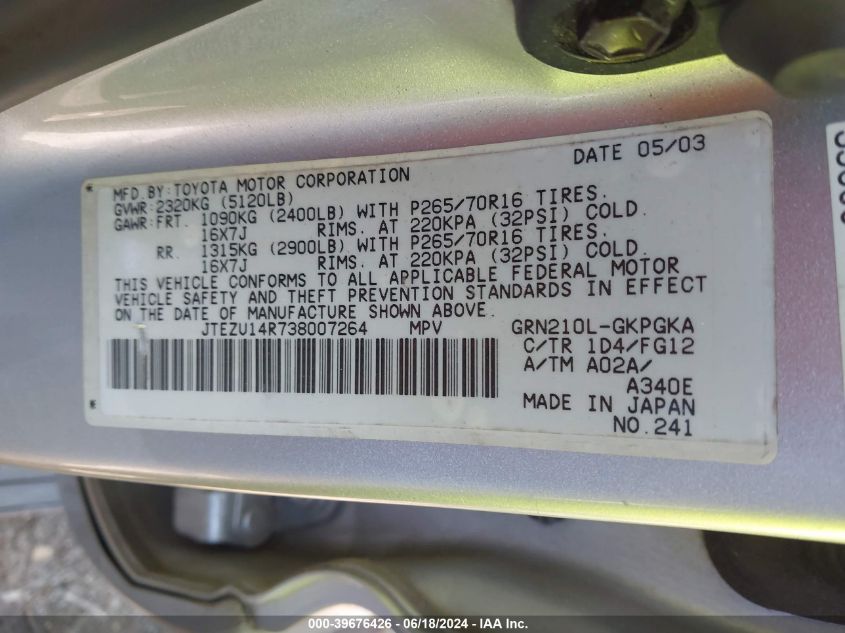 DATE 05/03
MFD BY:TOYOTA MOTOR CORPORATION
GVWR:2320KG (5120LB)
GAWR:FRT. 1090KG (2400LB) WITH P265/70R16 TIRES.
16X7J RIMS. AT 220KPA (32PSI) COLD.
RR. 1315KG (2900LB) WITH P265/70R16 TIRES.
16X7J RIMS. AT 220KPA (32PSI) COLD.
THIS VEHICLE CONFORMS TO ALL APPLICABLE FEDERAL MOTOR
VEHICLE SAFETY AND THEFT PREVENTION STANDARDS IN EFFECT
ON THE DATE OF MANUFACTURE SHOWN ABOVE.
JTEZU14R738007264 MPV GRN210L-GKPGKA
C/TR 1D4/FG12
A/TM A02A/
A340E
MADE IN JAPAN
NO.241
000-39676426 - 06/18/2024 - IAA Inc.